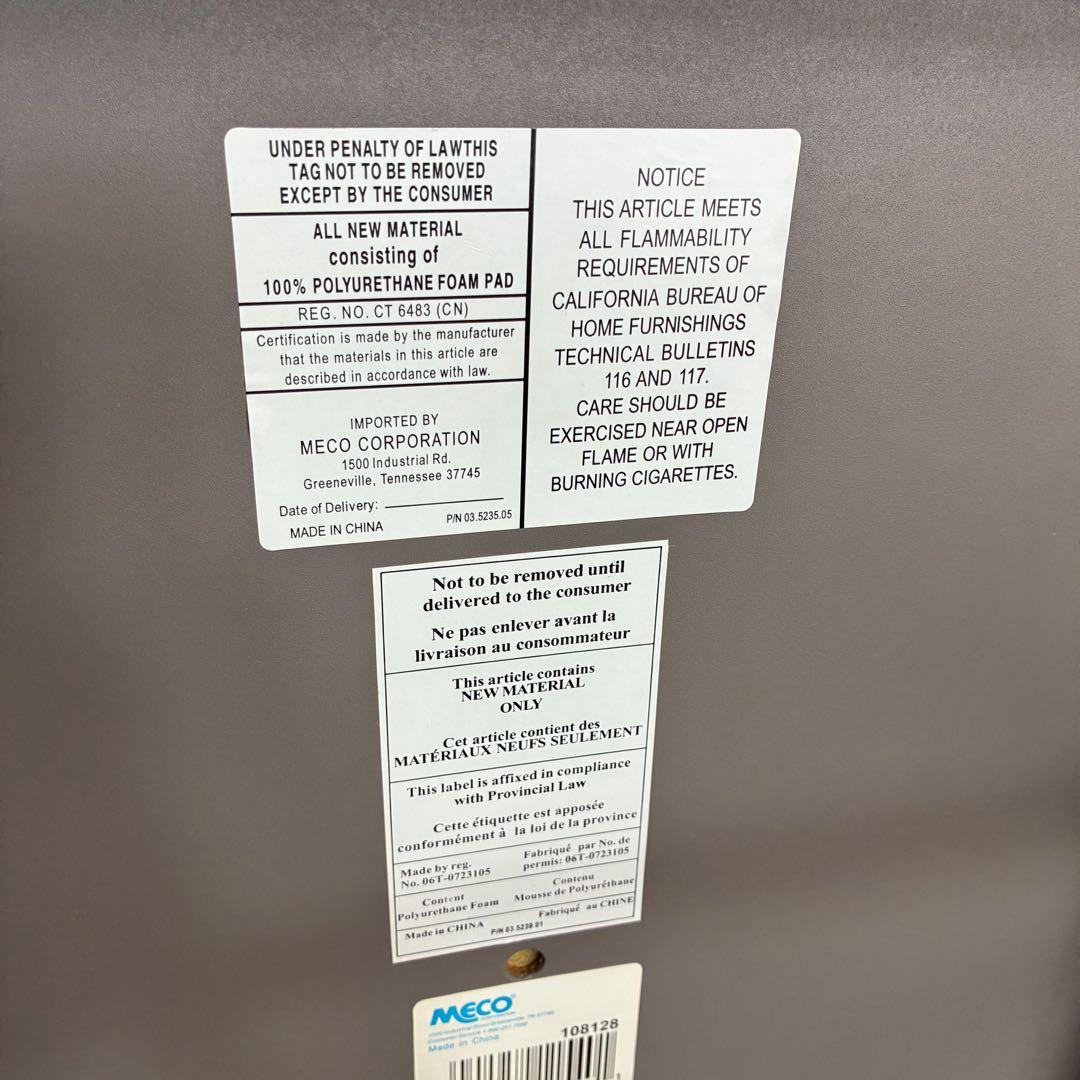 UNDER PENALTY OF LAWTHIS
TAG NOT TO BE REMOVED
EXCEPT BY THE CONSUMER
ALL NEW MATERIAL
consisting of
100% POLYURETHANE FOAM PAD
REG. NO. CT 6483 (CN)
Certification is made by the manufacturer
that the materials in this article are
described in accordance with law.
IMPORTED BY
MECO CORPORATION
1500 Industrial Rd.
Greeneville, Tennessee 37745
Date of Delivery:
MADE IN CHINA P/N 03.5235.05
NOTICE
THIS ARTICLE MEETS
ALL FLAMMABILITY
REQUIREMENTS OF
CALIFORNIA BUREAU OF
HOME FURNISHINGS
TECHNICAL BULLETINS
116 AND 117.
CARE SHOULD BE
EXERCISED NEAR OPEN
FLAME OR WITH
BURNING CIGARETTES.
Not to be removed until
delivered to the consumer
Ne pas enlever avant la
livraison au consommateur
This article contains
NEW MATERIAL
ONLY
Cet article contient des
MATÉRIAUX NEUFS SEULEMENT
This label is affixed in compliance
with Provincial Law
Cette étiquette est apposée
conformément à la loi de la province
Made by reg.
No. 06T-0723105
Fabriqué par No. de
permis: 06T-0723105
Content
Polyurethane Foam
Contenu
Mousse de Polyuréthane
Made in CHINA
P/N 03.5238.01
Fabriqué au CHINE
MECO
Made in China
108128